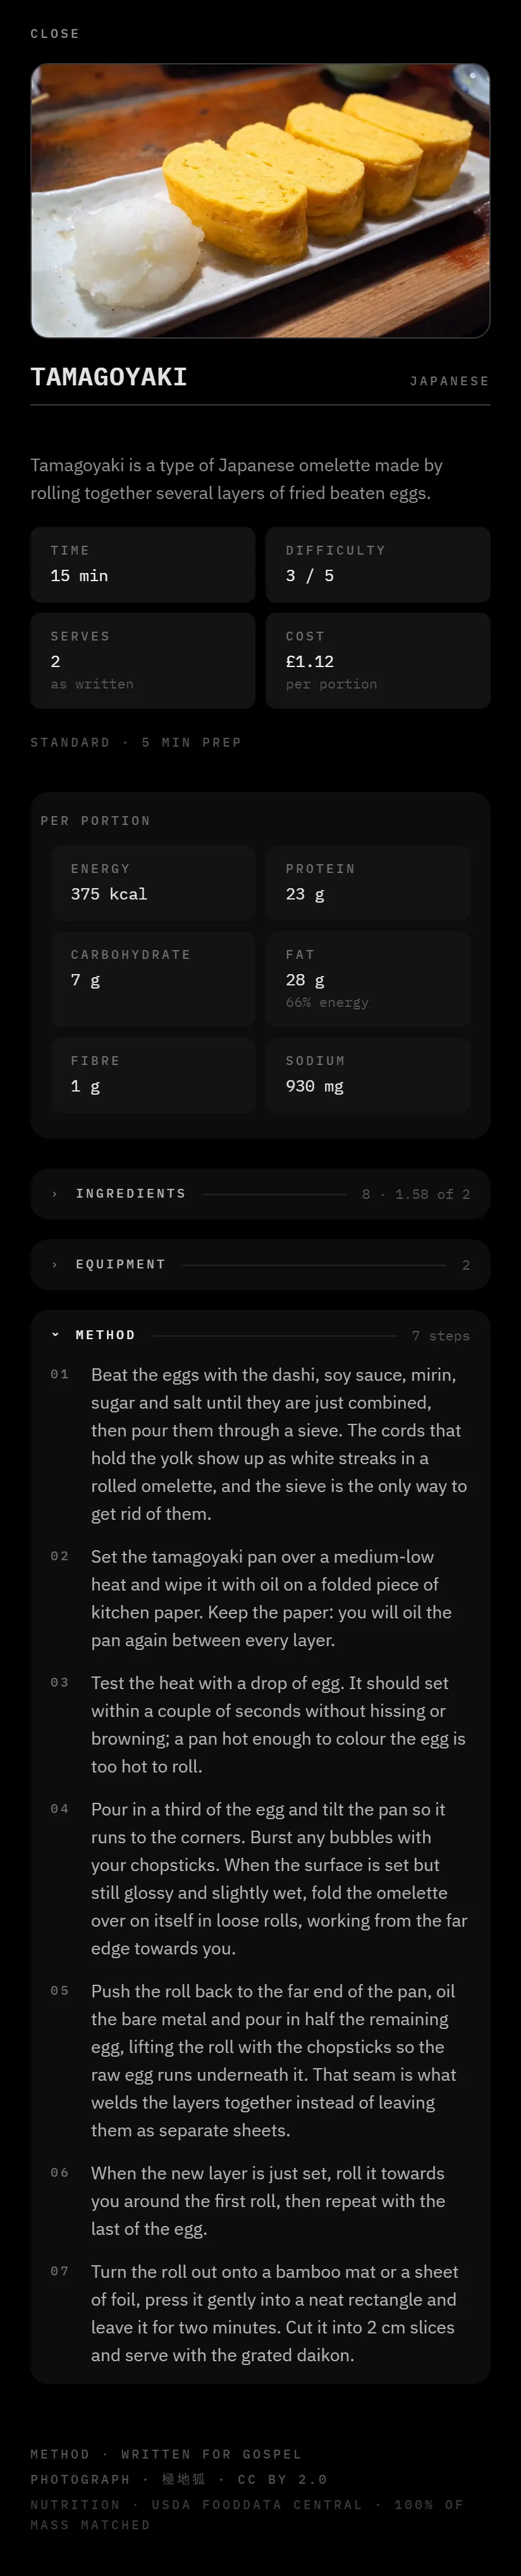 CLOSE
TAMAGOYAKI
JAPANESE
Tamagoyaki is a type of Japanese omelette made by
rolling together several layers of fried beaten eggs.
TIME
15 min
DIFFICULTY
3 / 5
SERVES
2
as written
COST
£1.12
per portion
STANDARD · 5 MIN PREP
PER PORTION
ENERGY
375 kcal
PROTEIN
23 g
CARBOHYDRATE
7 g
FAT
28 g
66% energy
FIBRE
1 g
SODIUM
930 mg
› INGREDIENTS 8 · 1.58 of 2
› EQUIPMENT 2
METHOD 7 steps
01 Beat the eggs with the dashi, soy sauce, mirin,
sugar and salt until they are just combined,
then pour them through a sieve. The cords that
hold the yolk show up as white streaks in a
rolled omelette, and the sieve is the only way to
get rid of them.
02 Set the tamagoyaki pan over a medium-low
heat and wipe it with oil on a folded piece of
kitchen paper. Keep the paper: you will oil the
pan again between every layer.
03 Test the heat with a drop of egg. It should set
within a couple of seconds without hissing or
browning; a pan hot enough to colour the egg is
too hot to roll.
04 Pour in a third of the egg and tilt the pan so it
runs to the corners. Burst any bubbles with
your chopsticks. When the surface is set but
still glossy and slightly wet, fold the omelette
over on itself in loose rolls, working from the far
edge towards you.
05 Push the roll back to the far end of the pan, oil
the bare metal and pour in half the remaining
egg, lifting the roll with the chopsticks so the
raw egg runs underneath it. That seam is what
welds the layers together instead of leaving
them as separate sheets.
06 When the new layer is just set, roll it towards
you around the first roll, then repeat with the
last of the egg.
07 Turn the roll out onto a bamboo mat or a sheet
of foil, press it gently into a neat rectangle and
leave it for two minutes. Cut it into 2 cm slices
and serve with the grated daikon.
METHOD · WRITTEN FOR GOSPEL
PHOTOGRAPH · 極地狐 · CC BY 2.0
NUTRITION · USDA FOODDATA CENTRAL · 100% OF
MASS MATCHED